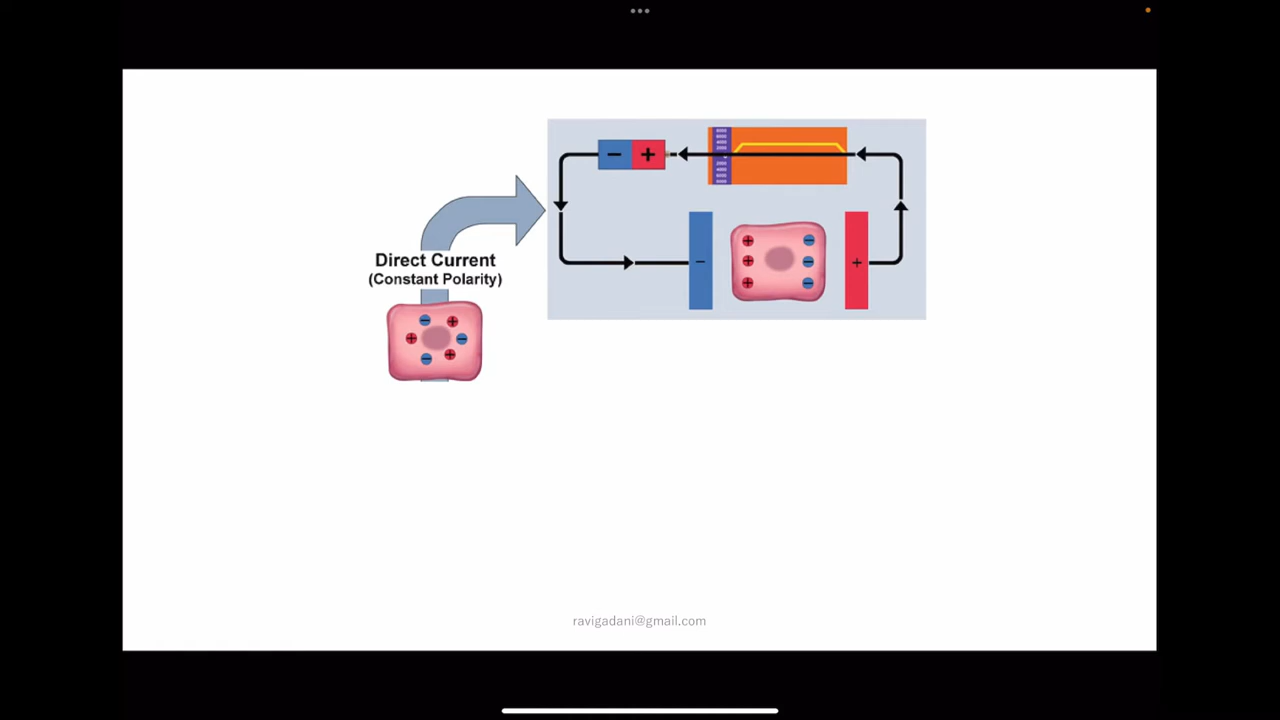 − +
Direct Current
(Constant Polarity)
− +
ravigadani@gmail.com